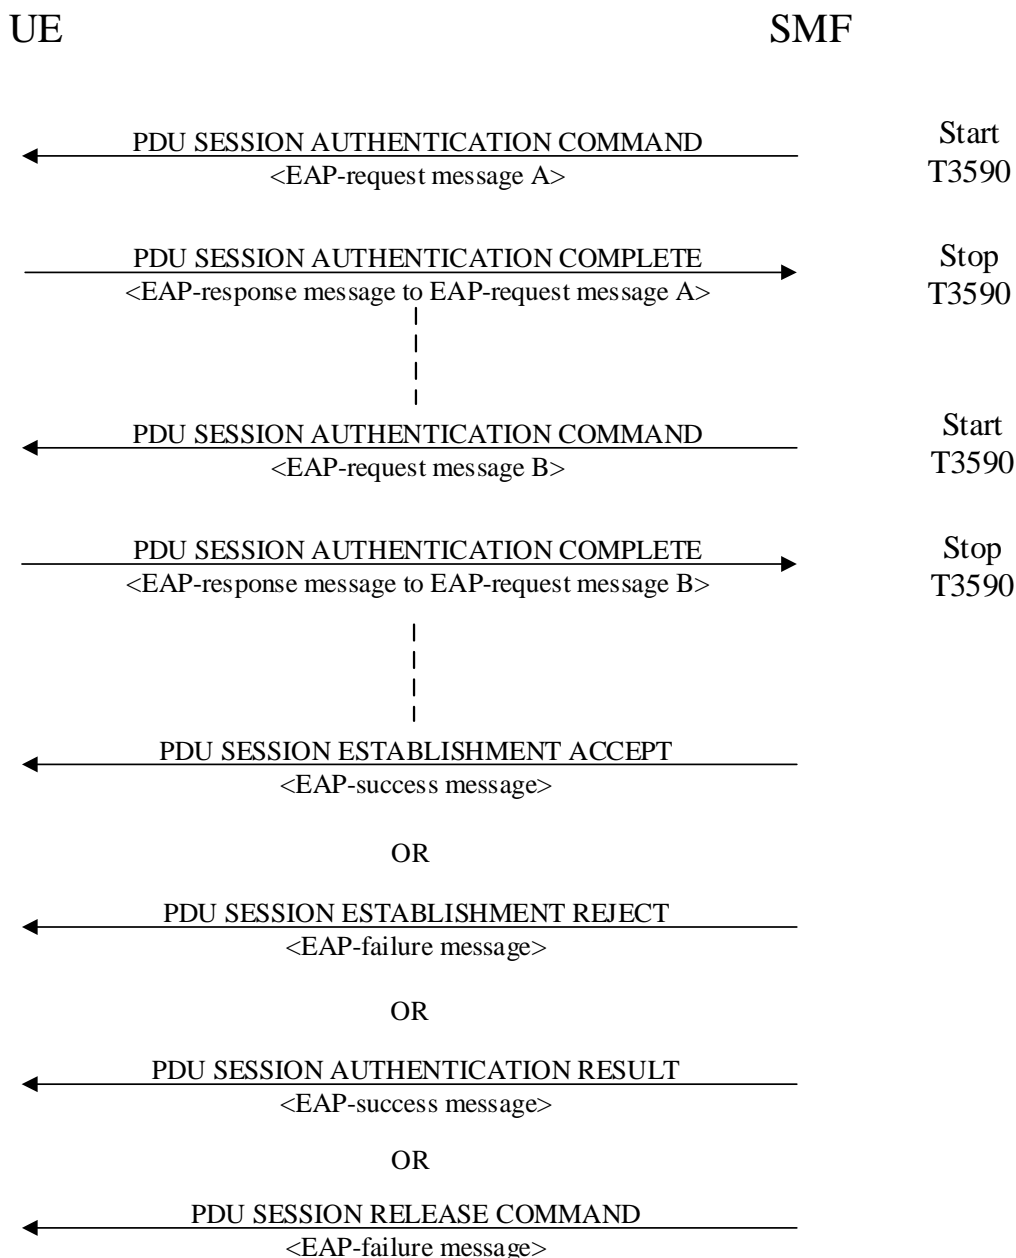 UE
SMF
PDU SESSION AUTHENTICATION COMMAND
<EAP-request message A>
Start
T3590
PDU SESSION AUTHENTICATION COMPLETE
<EAP-response message to EAP-request message A>
Stop
T3590
PDU SESSION AUTHENTICATION COMMAND
<EAP-request message B>
Start
T3590
PDU SESSION AUTHENTICATION COMPLETE
<EAP-response message to EAP-request message B>
Stop
T3590
PDU SESSION ESTABLISHMENT ACCEPT
<EAP-success message>
OR
PDU SESSION ESTABLISHMENT REJECT
<EAP-failure message>
OR
PDU SESSION AUTHENTICATION RESULT
<EAP-success message>
OR
PDU SESSION RELEASE COMMAND
<EAP-failure message>